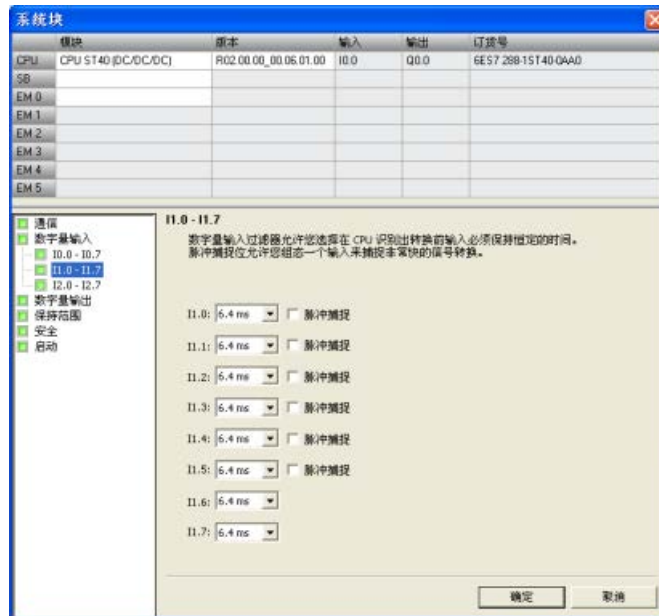 系统块
模块 版本 输入 输出 订货号
CPU CPU ST40 (DC/DC/DC) R02.00.00_00.06.01.00 I0.0 Q0.0 6ES7 288-1ST40-0AA0
SB
EM 0
EM 1
EM 2
EM 3
EM 4
EM 5
通信
数字量输入
I0.0 - I0.7
I1.0 - I1.7
I2.0 - I2.7
数字量输出
保持范围
安全
启动
I1.0 - I1.7
数字量输入过滤器允许您选择在 CPU 识别出转换前输入必须保持恒定的时间。
脉冲捕捉位允许您组态一个输入来捕捉非常快的信号转换。
I1.0: 6.4 ms 脉冲捕捉
I1.1: 6.4 ms 脉冲捕捉
I1.2: 6.4 ms 脉冲捕捉
I1.3: 6.4 ms 脉冲捕捉
I1.4: 6.4 ms 脉冲捕捉
I1.5: 6.4 ms 脉冲捕捉
I1.6: 6.4 ms
I1.7: 6.4 ms
确定 取消